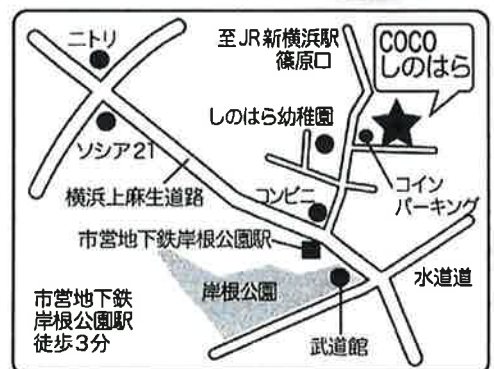 ニトリ
至JR新横浜駅
篠原口
COCO
しのはら
しのはら幼稚園
ソシア21
横浜上麻生道路
コンビニ
コイン
パーキング
市営地下鉄岸根公園駅
岸根公園
水道道
市営地下鉄
岸根公園駅
徒歩3分
武道館